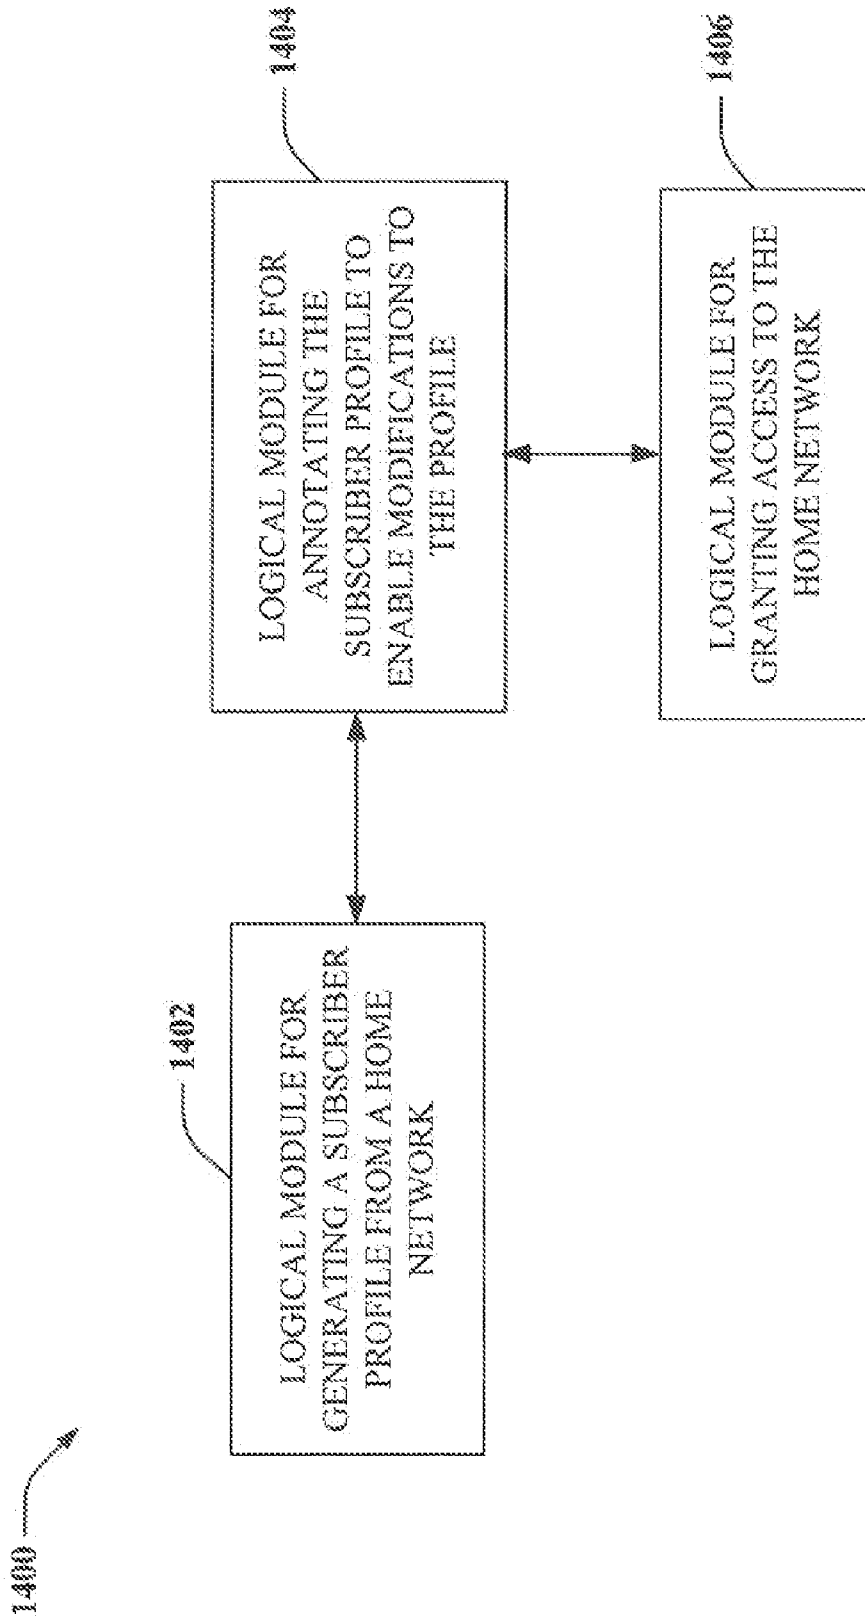 1400
1402
LOGICAL MODULE FOR
GENERATING A SUBSCRIBER
PROFILE FROM A HOME
NETWORK
1404
LOGICAL MODULE FOR
ANNOTATING THE
SUBSCRIBER PROFILE TO
ENABLE MODIFICATIONS TO
THE PROFILE
1406
LOGICAL MODULE FOR
GRANTING ACCESS TO THE
HOME NETWORK